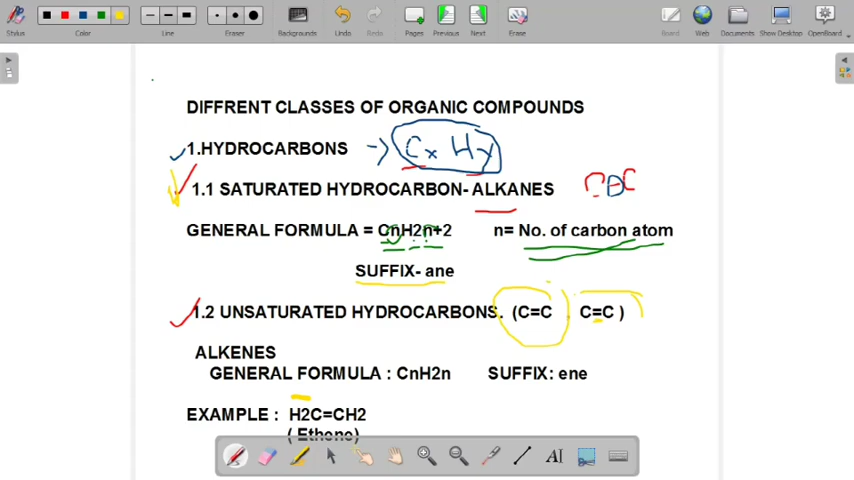 Stylus Color Line Eraser Backgrounds Undo Redo Pages Previous Next Erase Board Web Documents Show Desktop OpenBoard
DIFFRENT CLASSES OF ORGANIC COMPOUNDS
1.HYDROCARBONS → Cx Hy
1.1 SATURATED HYDROCARBON- ALKANES C-C
GENERAL FORMULA = CnH2n+2 n= No. of carbon atom
SUFFIX- ane
1.2 UNSATURATED HYDROCARBONS. (C=C C=C )
ALKENES
GENERAL FORMULA : CnH2n SUFFIX: ene
EXAMPLE : H2C=CH2
( Ethene)